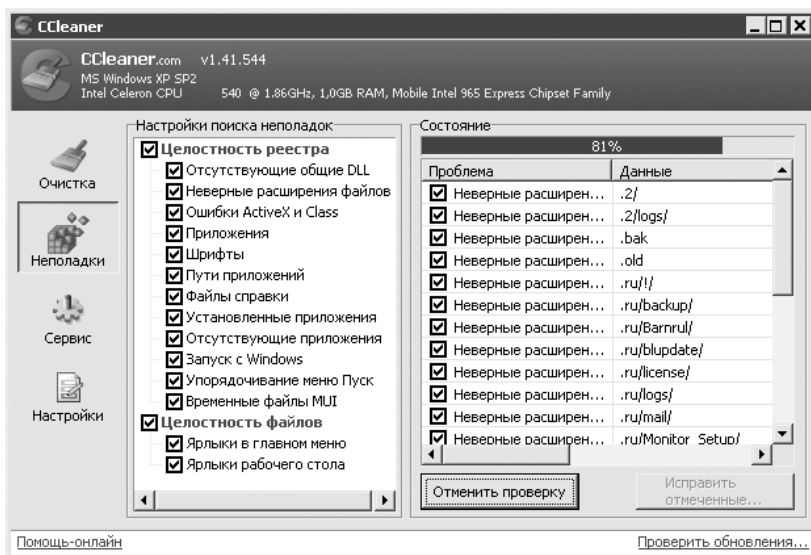 CCleaner
CCleaner.com v1.41.544
MS Windows XP SP2
Intel Celeron CPU 540 @ 1.86GHz, 1,0GB RAM, Mobile Intel 965 Express Chipset Family
Очистка
Неполадки
Сервис
Настройки
Настройки поиска неполадок
Целостность реестра
Отсутствующие общие DLL
Неверные расширения файлов
Ошибки ActiveX и Class
Приложения
Шрифты
Пути приложений
Файлы справки
Установленные приложения
Отсутствующие приложения
Запуск с Windows
Упорядочивание меню Пуск
Временные файлы MUI
Целостность файлов
Ярлыки в главном меню
Ярлыки рабочего стола
Состояние
81%
Проблема Данные
Неверные расширен... .2/
Неверные расширен... .2/logs/
Неверные расширен... .bak
Неверные расширен... .old
Неверные расширен... .ru/!/
Неверные расширен... .ru/backup/
Неверные расширен... .ru/Barnrul/
Неверные расширен... .ru/blupdate/
Неверные расширен... .ru/license/
Неверные расширен... .ru/logs/
Неверные расширен... .ru/mail/
Неверные расширен... .ru/Monitor_Setup/
Отменить проверку
Исправить
отмеченные...
Помощь-онлайн
Проверить обновления...